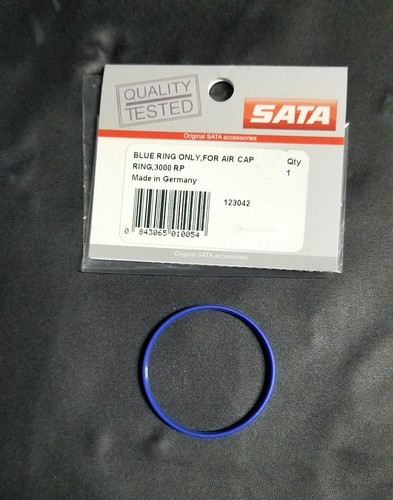 QUALITY
TESTED
SATA
Original SATA accessories
BLUE RING ONLY,FOR AIR CAP
RING,3000 RP
Made in Germany
Qty
1
123042
0 843065 010054
Original SATA accessories